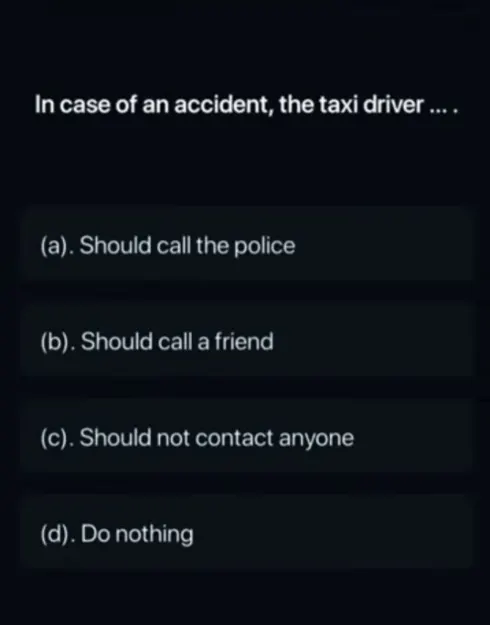 In case of an accident, the taxi driver ... .
(a). Should call the police
(b). Should call a friend
(c). Should not contact anyone
(d). Do nothing